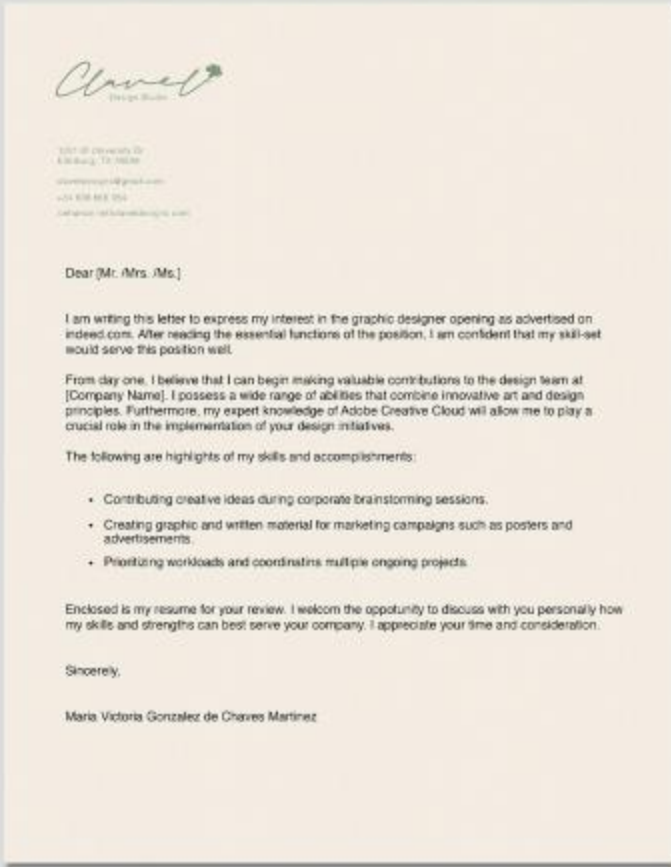 Clavel
Design Studio
Edinburg, TX
Dear [Mr. /Mrs. /Ms.]
I am writing this letter to express my interest in the graphic designer opening as advertised on
indeed.com. After reading the essential functions of the position, I am confident that my skill-set
would serve this position well.
From day one, I believe that I can begin making valuable contributions to the design team at
[Company Name]. I possess a wide range of abilities that combine innovative art and design
principles. Furthermore, my expert knowledge of Adobe Creative Cloud will allow me to play a
crucial role in the implementation of your design initiatives.
The following are highlights of my skills and accomplishments:
• Contributing creative ideas during corporate brainstorming sessions.
• Creating graphic and written material for marketing campaigns such as posters and
advertisements.
• Prioritizing workloads and coordinatins multiple ongoing projects.
Enclosed is my resume for your review. I welcom the oppotunity to discuss with you personally how
my skills and strengths can best serve your company. I appreciate your time and consideration.
Sincerely,
Maria Victoria Gonzalez de Chaves Martinez